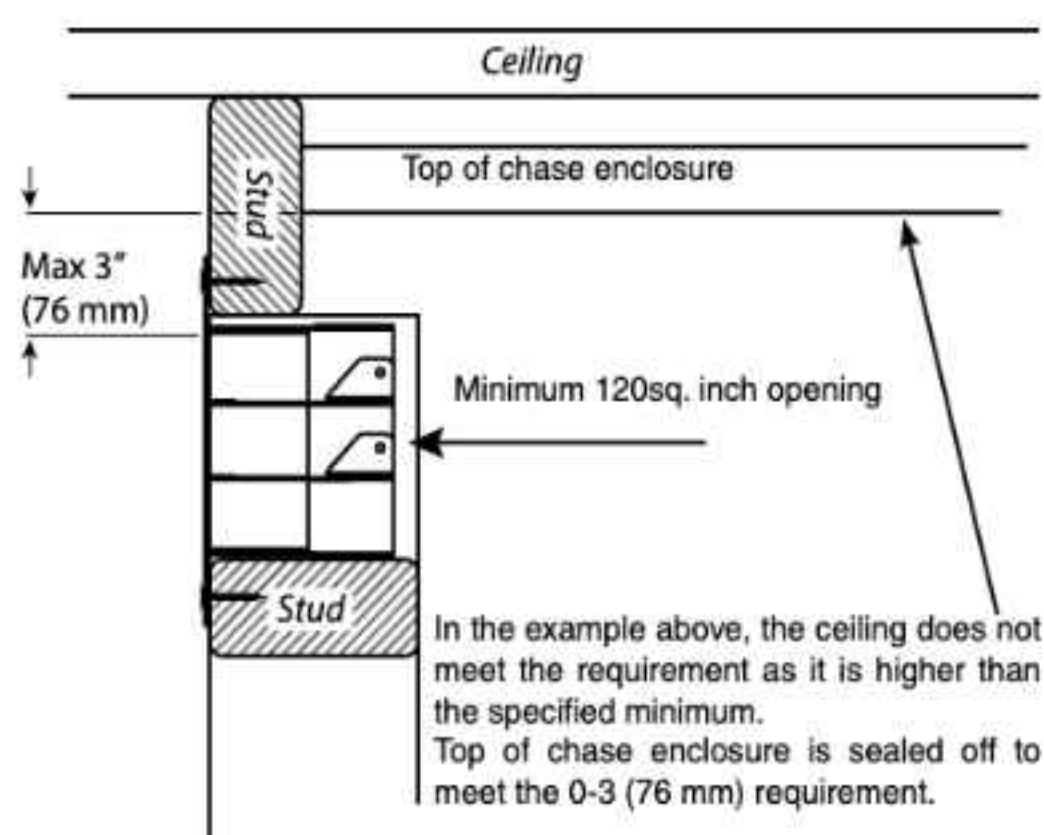 Ceiling
Top of chase enclosure
Stud
Max 3"
(76 mm)
Minimum 120sq. inch opening
Stud
In the example above, the ceiling does not
meet the requirement as it is higher than
the specified minimum.
Top of chase enclosure is sealed off to
meet the 0-3 (76 mm) requirement.